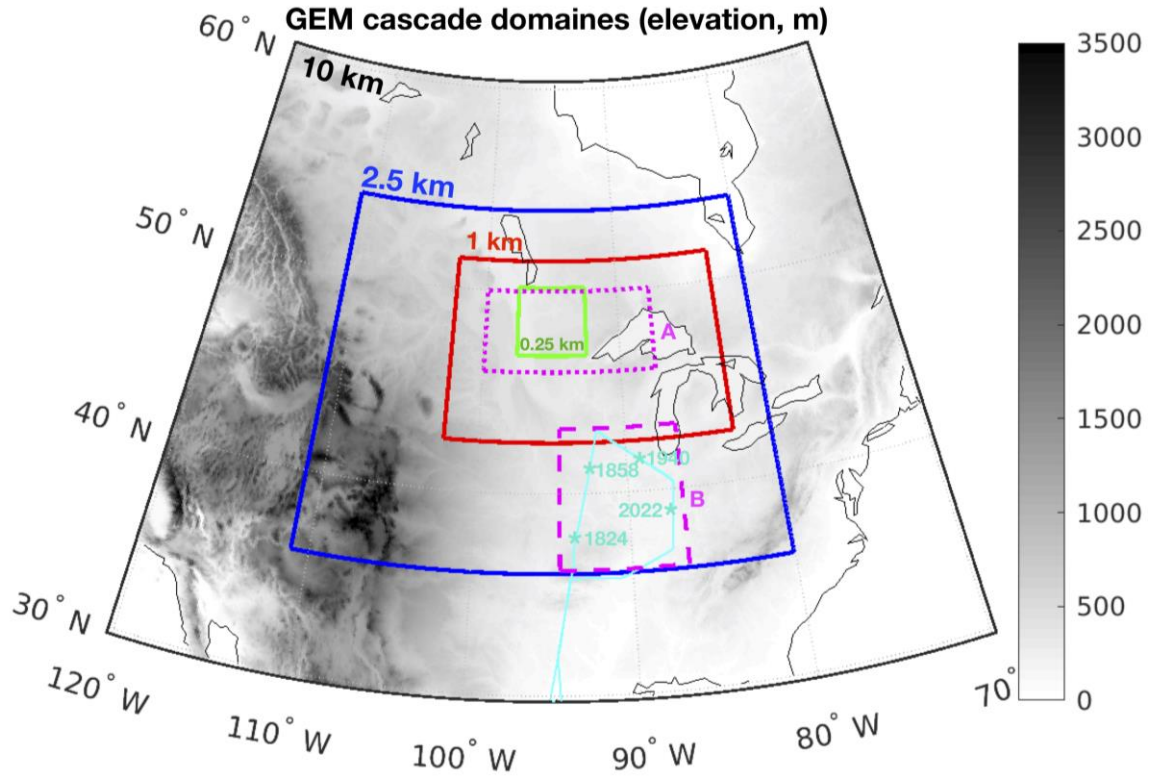 GEM cascade domaines (elevation, m)
60° N
10 km
3500
3000
2.5 km
50° N
2500
1 km
2000
0.25 km
A
40° N
1500
*1940
*1858
B
2022*
1000
*1824
30° N
500
120° W
70°
0
110° W
100° W
90° W
80° W